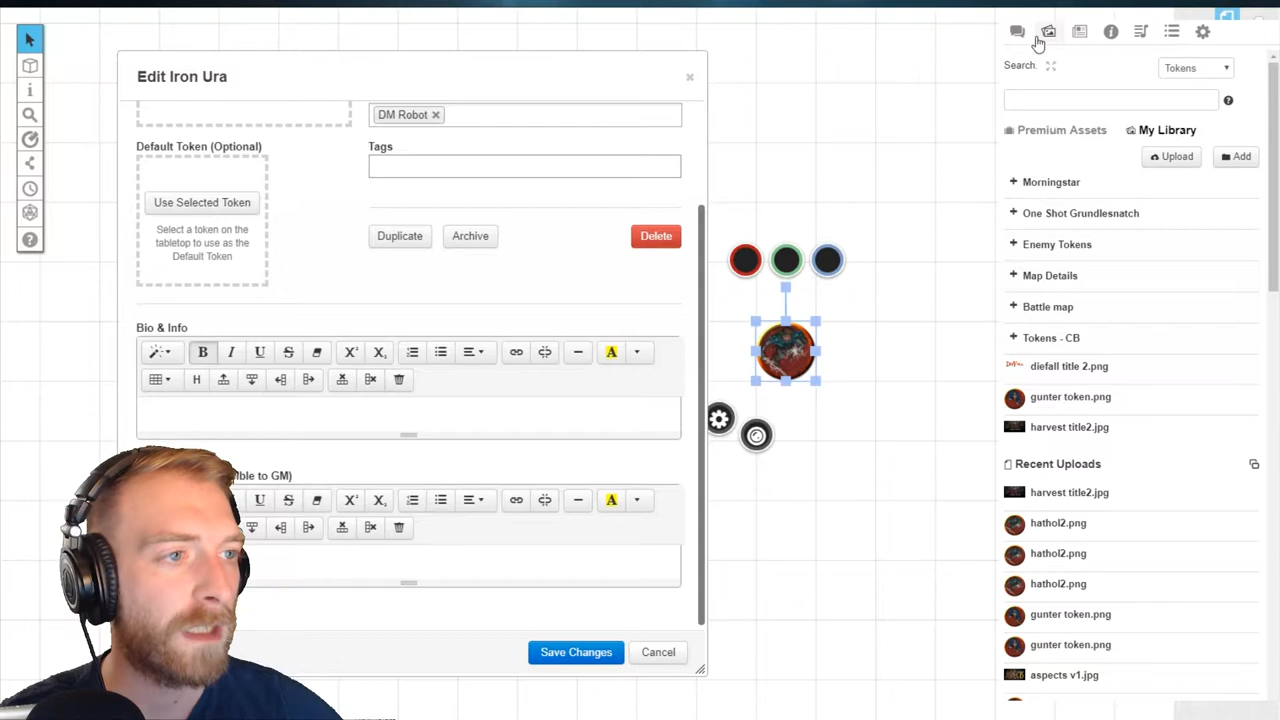 Edit Iron Ura
×
DM Robot ×
Default Token (Optional)
Tags
Use Selected Token
Select a token on the
tabletop to use as the
Default Token
Duplicate
Archive
Delete
Bio & Info
B I U S X² X₂ A
H
ible to GM)
U S X² X₂ A
Save Changes
Cancel
Search.
Tokens
Premium Assets
My Library
Upload
Add
Morningstar
One Shot Grundlesnatch
Enemy Tokens
Map Details
Battle map
Tokens - CB
diefall title 2.png
gunter token.png
harvest title2.jpg
Recent Uploads
harvest title2.jpg
hathol2.png
hathol2.png
hathol2.png
gunter token.png
gunter token.png
aspects v1.jpg